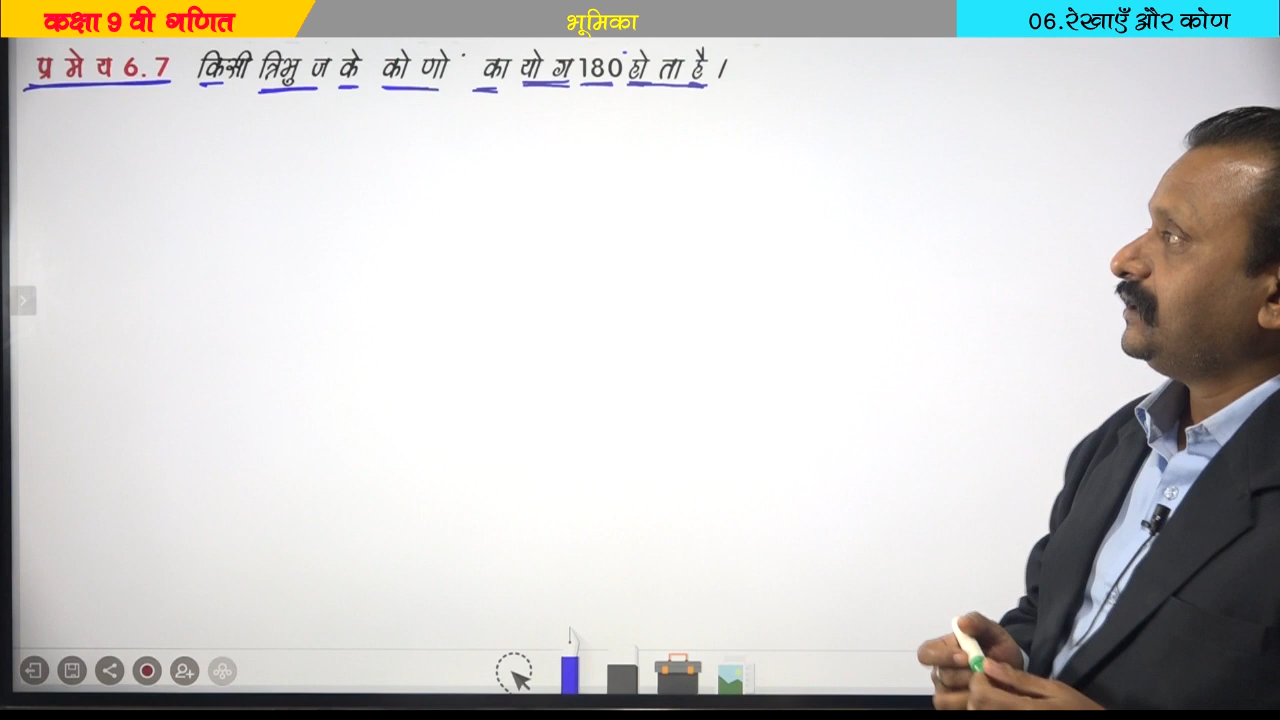 कक्षा 9 वी गणित
भूमिका
06.रेखाएँ और कोण
प्रमेय 6.7 किसी त्रिभुज के कोणों का योग 180° होता है।